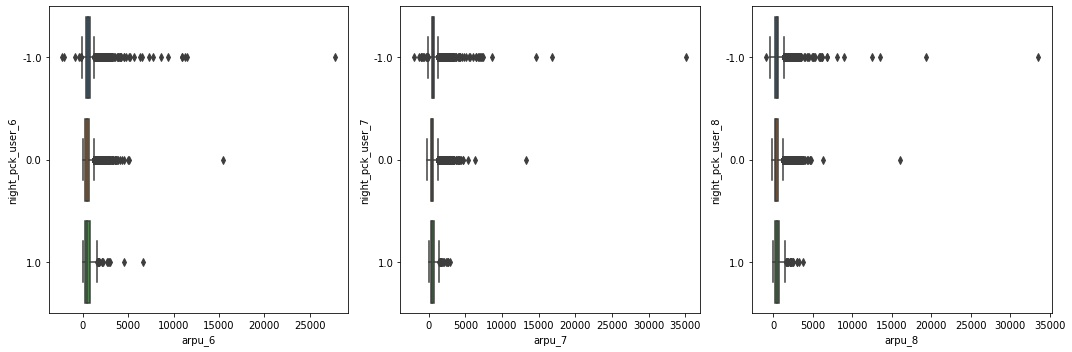 night_pck_user_6
-1.0
0.0
1.0
0 5000 10000 15000 20000 25000
arpu_6
night_pck_user_7
-1.0
0.0
1.0
0 5000 10000 15000 20000 25000 30000 35000
arpu_7
night_pck_user_8
-1.0
0.0
1.0
0 5000 10000 15000 20000 25000 30000 35000
arpu_8